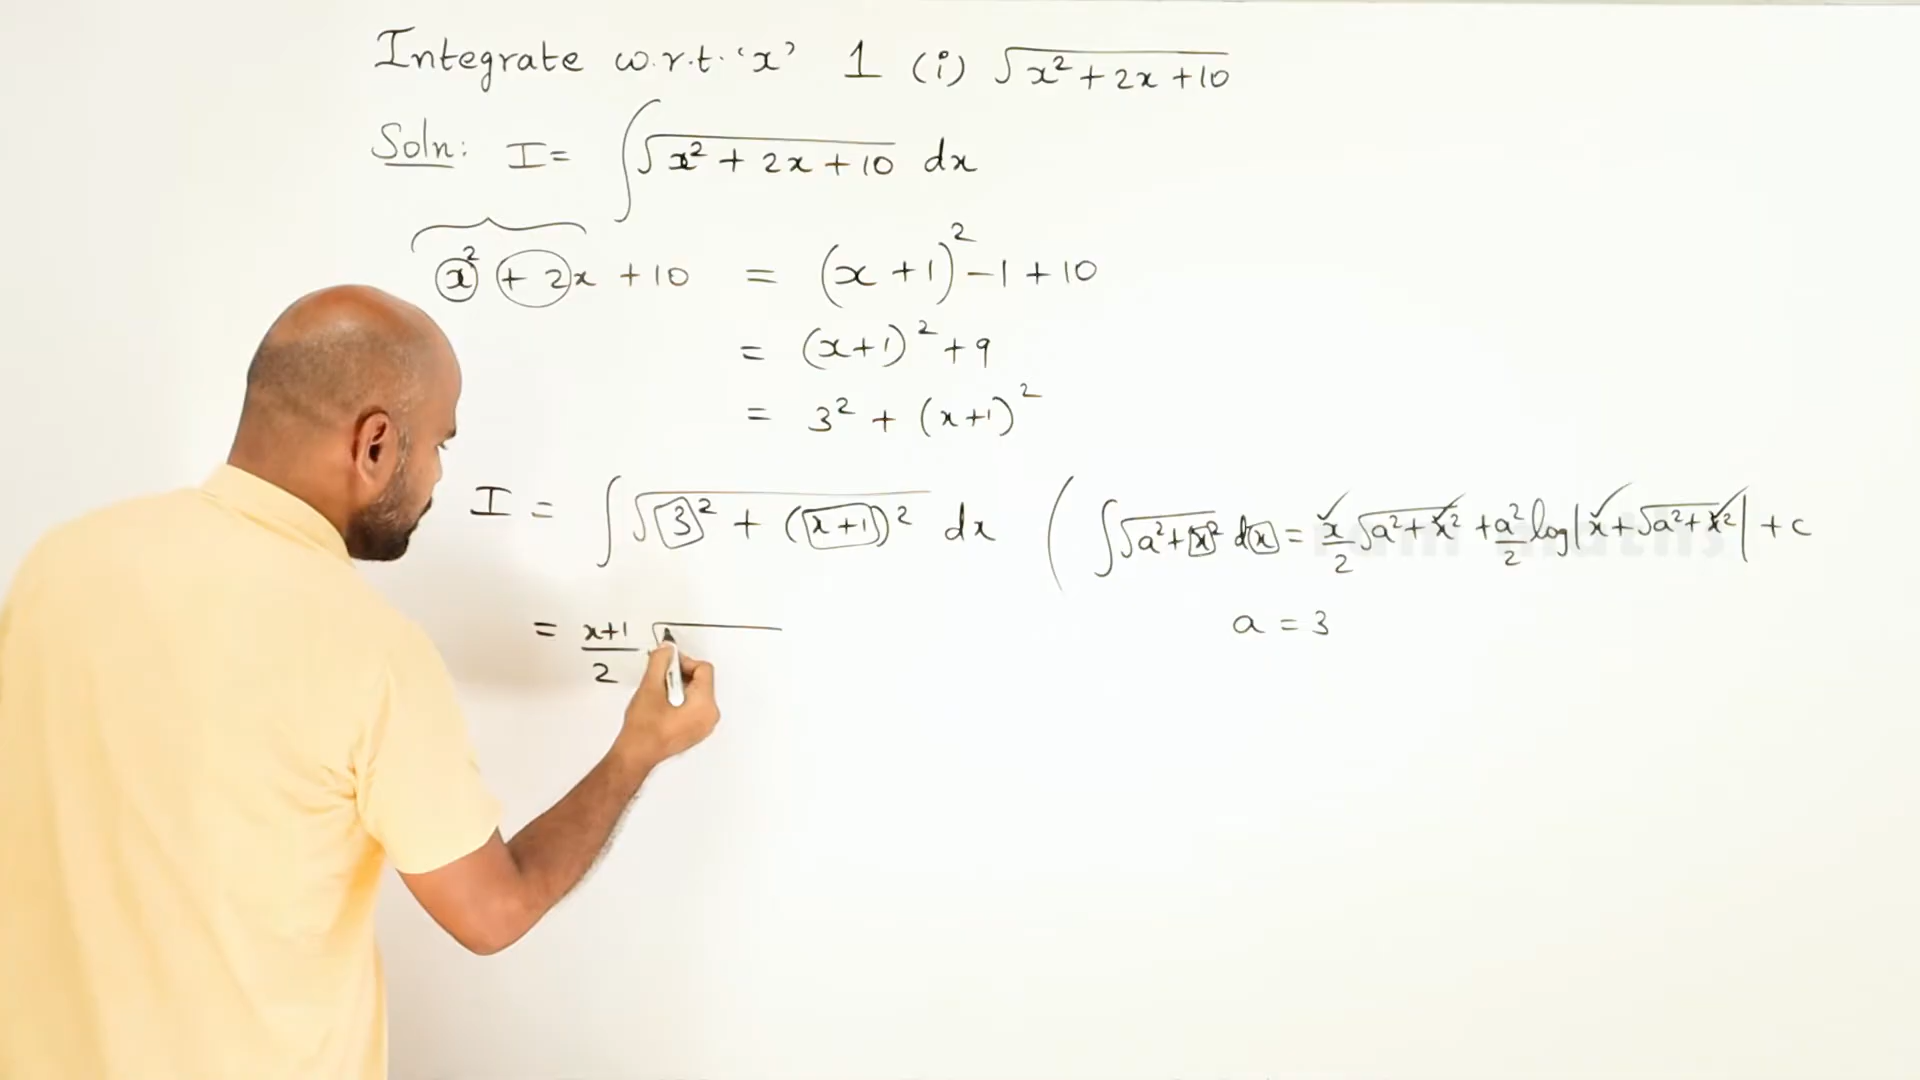 Integrate w.r.t. 'x' 1 (i) √(x² + 2x + 10)
Soln: I = ∫ √(x² + 2x + 10) dx
x² + 2x + 10 = (x + 1)² - 1 + 10
= (x+1)² + 9
= 3² + (x+1)²
I = ∫ √(3² + (x+1)²) dx ( ∫ √(a² + x²) dx = x/2 √(a² + x²) + a²/2 log|x + √(a² + x²)| + c
= x+1/2 √ a = 3